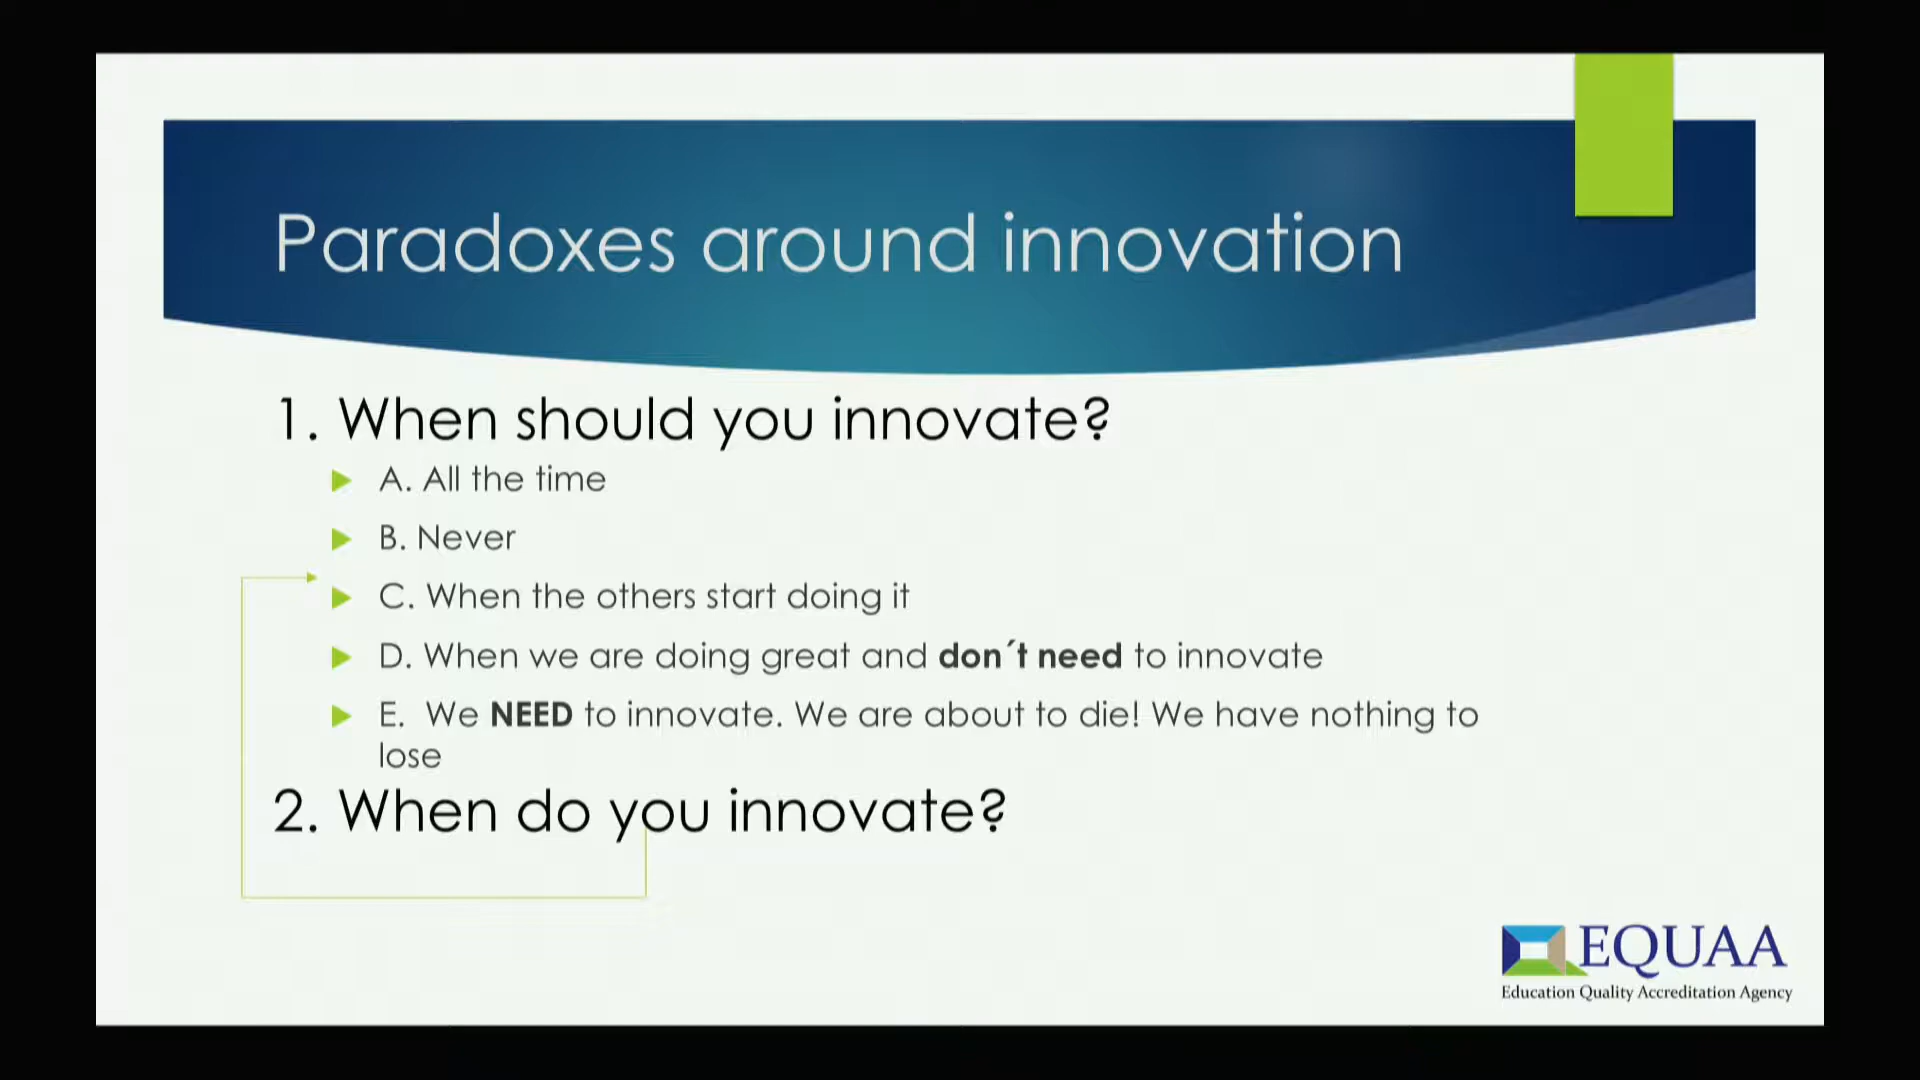 Paradoxes around innovation
1. When should you innovate?
A. All the time
B. Never
C. When the others start doing it
D. When we are doing great and don´t need to innovate
E. We NEED to innovate. We are about to die! We have nothing to
lose
2. When do you innovate?
EQUAA
Education Quality Accreditation Agency